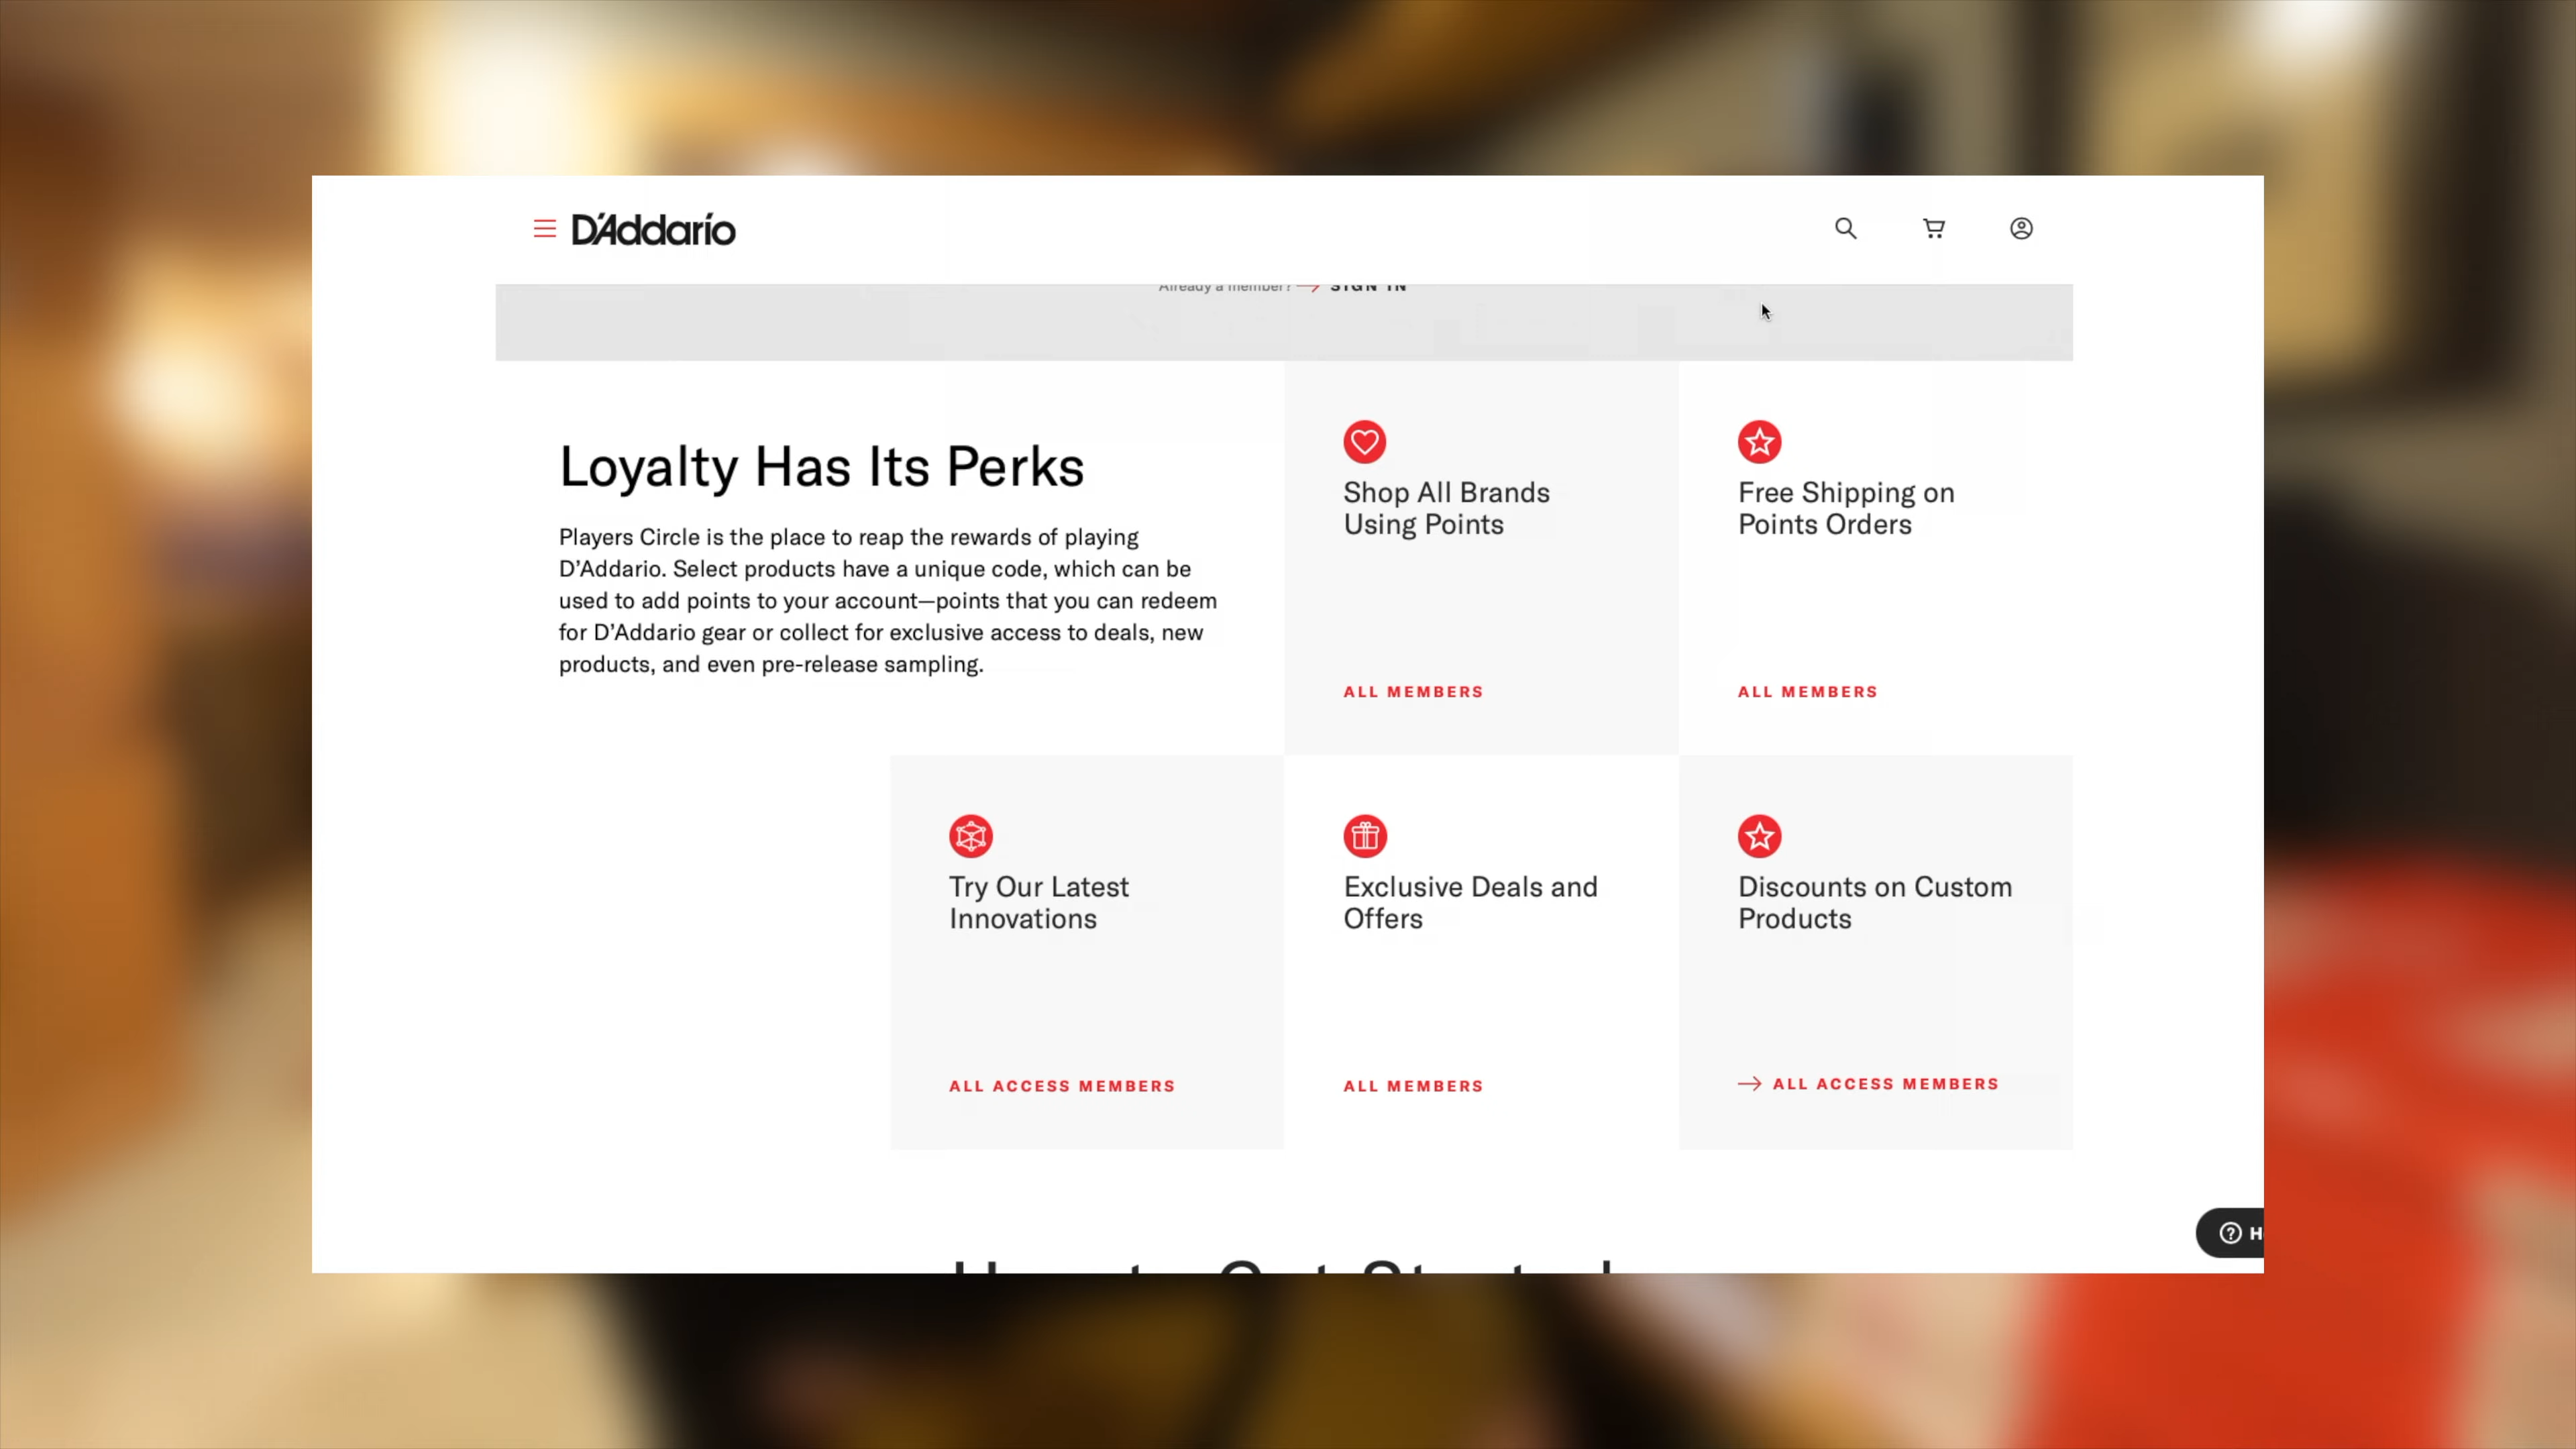 D'Addario
Already a member? → SIGN IN
Loyalty Has Its Perks
Players Circle is the place to reap the rewards of playing
D’Addario. Select products have a unique code, which can be
used to add points to your account—points that you can redeem
for D’Addario gear or collect for exclusive access to deals, new
products, and even pre-release sampling.
Shop All Brands
Using Points
ALL MEMBERS
Free Shipping on
Points Orders
ALL MEMBERS
Try Our Latest
Innovations
ALL ACCESS MEMBERS
Exclusive Deals and
Offers
ALL MEMBERS
Discounts on Custom
Products
→ ALL ACCESS MEMBERS